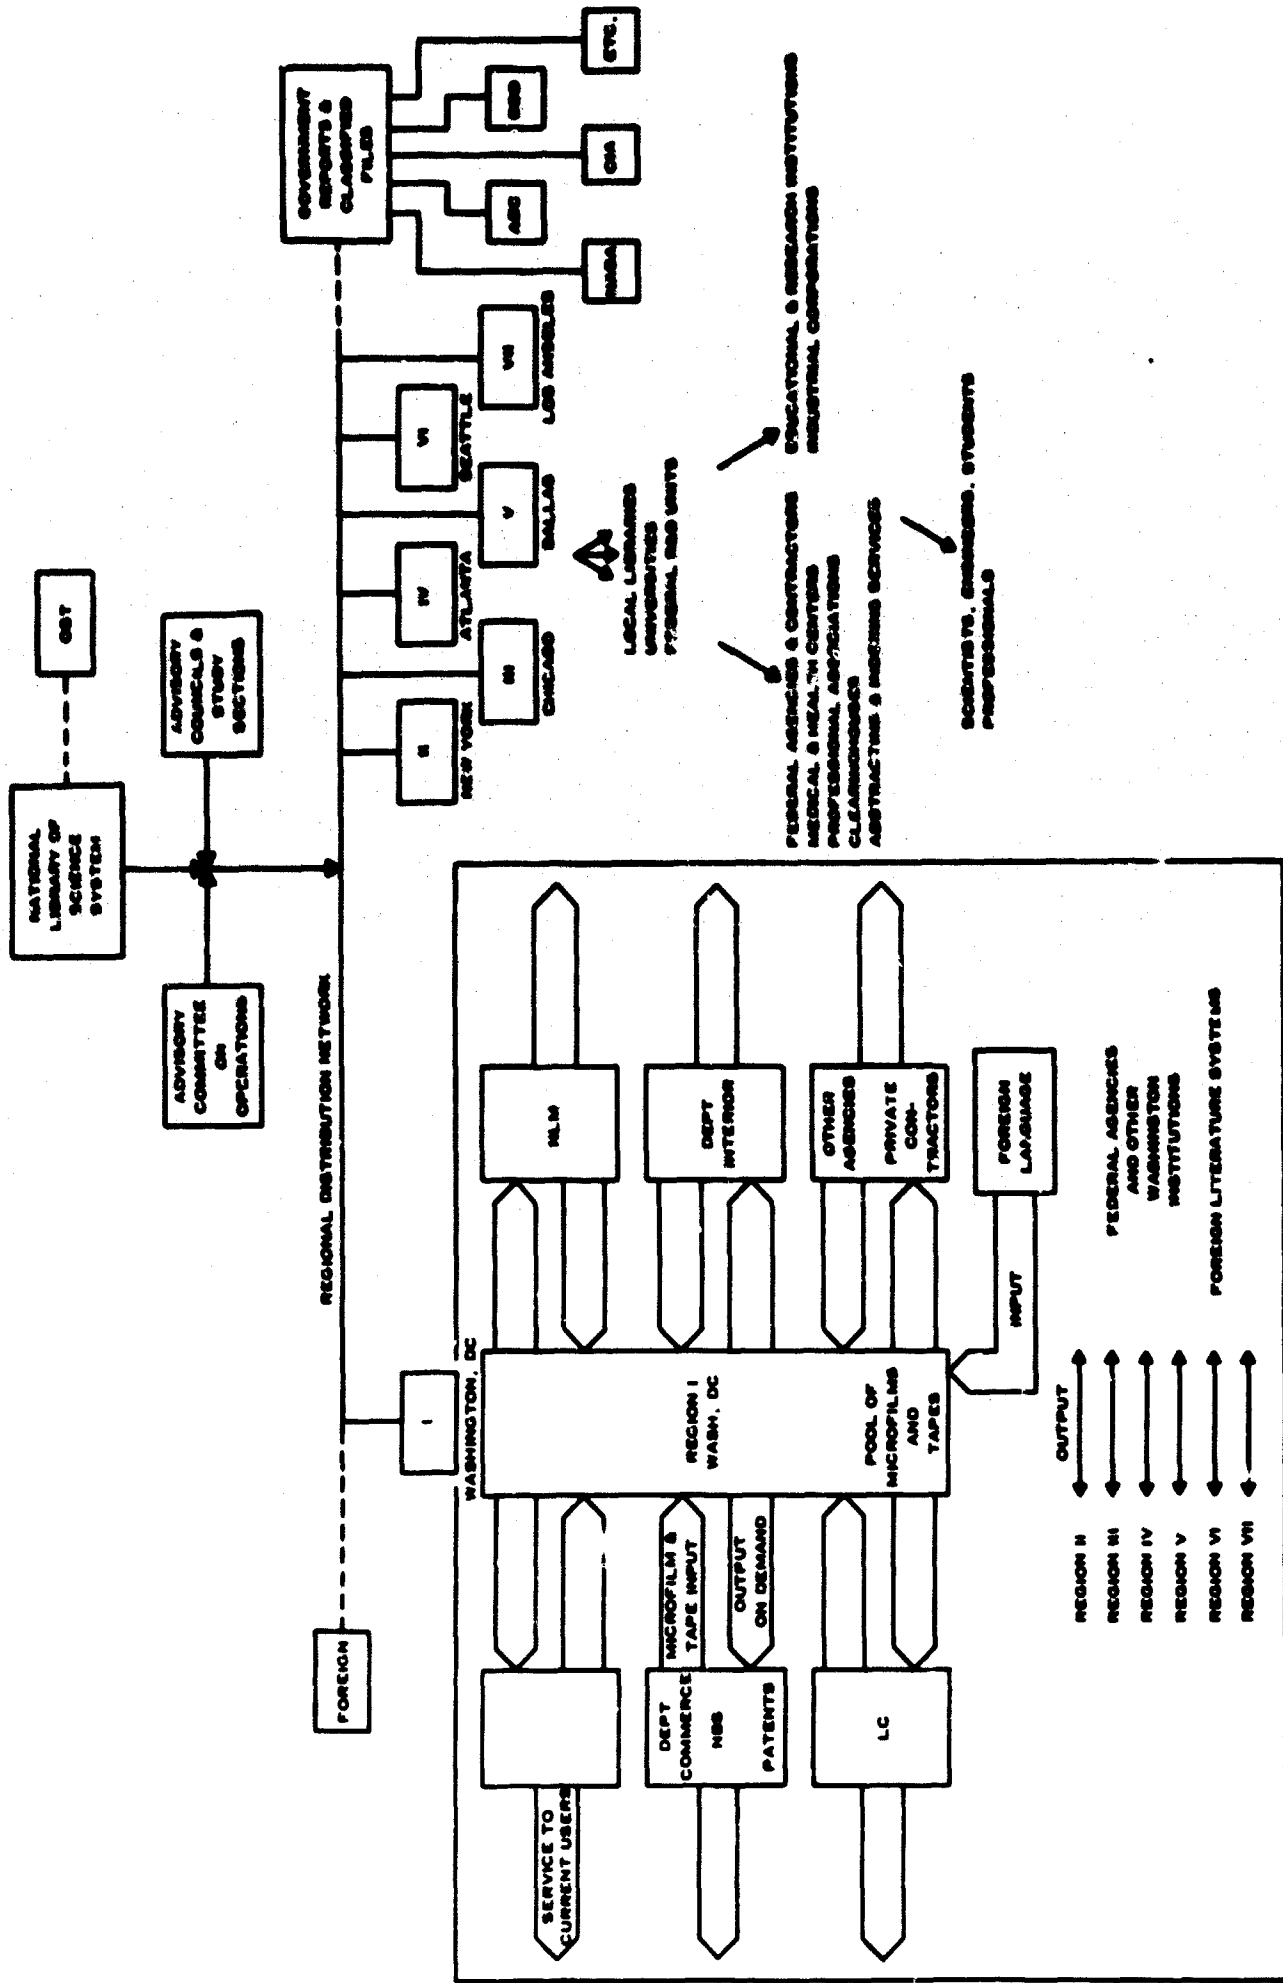 NATIONAL
LIBRARY OF
SCIENCE
SYSTEM
OST
ADVISORY
COMMITTEE
ON
OPERATIONS
ADVISORY
COUNCILS &
STUDY
SECTIONS
REGIONAL DISTRIBUTION NETWORK
FOREIGN
GOVERNMENT
REPORTS &
CLASSIFIED
FILES
NASA
AEC
CIA
DOD
ETC.
I
WASHINGTON, DC
II
NEW YORK
III
CHICAGO
IV
ATLANTA
V
DALLAS
VI
SEATTLE
VII
LOS ANGELES
LOCAL LIBRARIES
UNIVERSITIES
FEDERAL R&D UNITS
FEDERAL AGENCIES & CONTRACTORS
MEDICAL & HEALTH CENTERS
PROFESSIONAL ASSOCIATIONS
CLEARINGHOUSES
ABSTRACTING & INDEXING SERVICES
EDUCATIONAL & RESEARCH INSTITUTIONS
INDUSTRIAL CORPORATIONS
SCIENTISTS, ENGINEERS, STUDENTS
PROFESSIONALS
SERVICE TO
CURRENT USERS
DEPT
COMMERCE
NBS
PATENTS
LC
MICROFILM &
TAPE INPUT
OUTPUT
ON DEMAND
REGION I
WASH, DC
POOL OF
MICROFILMS
AND
TAPES
NLM
DEPT
INTERIOR
OTHER
AGENCIES
PRIVATE
CON-
TRACTORS
FOREIGN
LANGUAGE
INPUT
OUTPUT
REGION II
REGION III
REGION IV
REGION V
REGION VI
REGION VII
FEDERAL AGENCIES
AND OTHER
WASHINGTON
INSTITUTIONS
FOREIGN LITERATURE SYSTEMS